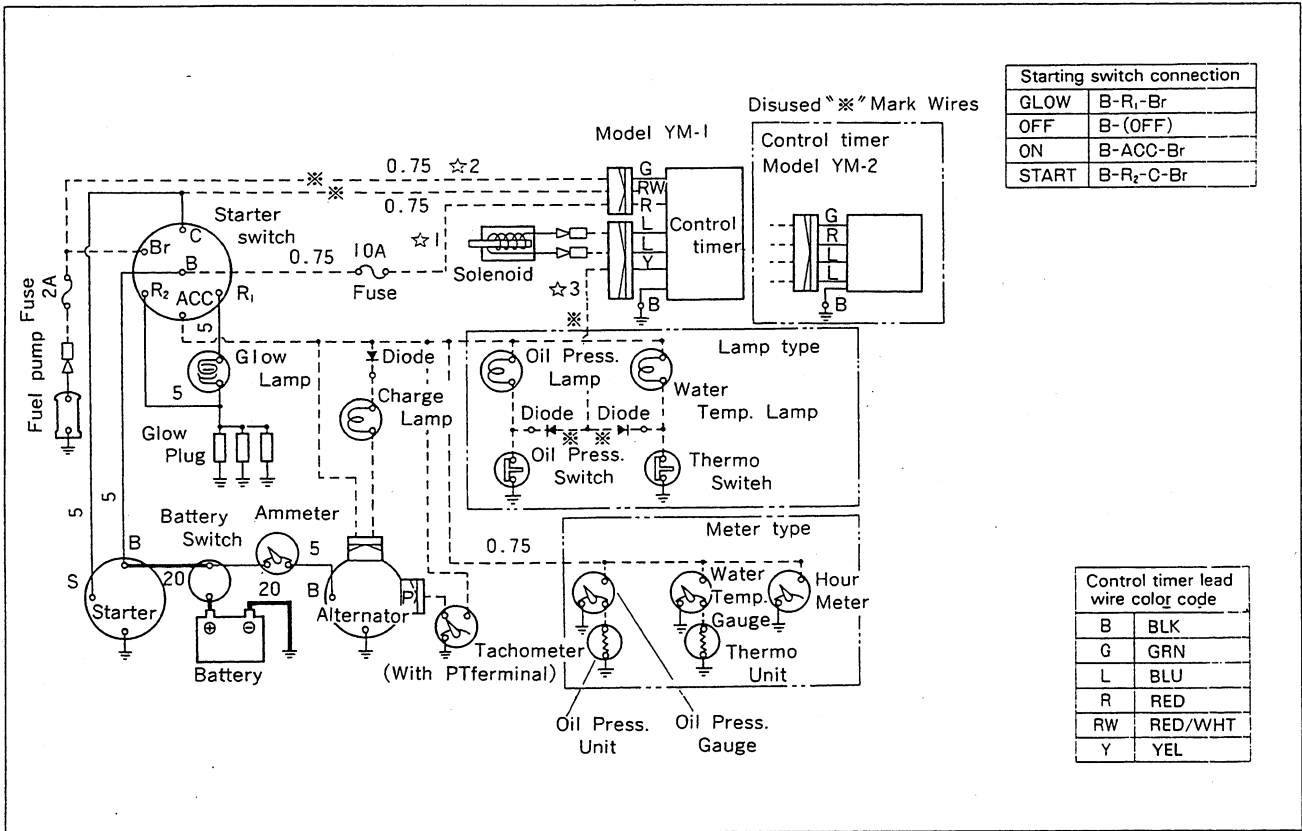 Starting switch connection
GLOW B-R₁-Br
OFF B-(OFF)
ON B-ACC-Br
START B-R₂-C-Br
Disused "※" Mark Wires
Model YM-1
Control timer
Model YM-2
G
R
L
L
B
0.75 ☆2
※
※
0.75
G
RW
R
L
L
Y
B
Control
timer
Starter
switch
C
Br
B
R₂
ACC
R₁
☆1
0.75
10A
Fuse
Solenoid
☆3
※
Fuel pump Fuse
2A
5
Glow
Lamp
5
Glow
Plug
Diode
Charge
Lamp
Lamp type
Oil Press.
Lamp
Water
Temp. Lamp
Diode
Diode
※
※
Oil Press.
Switch
Thermo
Switeh
5
5
Battery
Switch
Ammeter
5
B
S
20
20
B
Starter
Alternator
P
Battery
Tachometer
(With PTferminal)
0.75
Meter type
Water
Temp.
Gauge
Hour
Meter
Thermo
Unit
Oil Press.
Unit
Oil Press.
Gauge
Control timer lead
wire color code
B BLK
G GRN
L BLU
R RED
RW RED/WHT
Y YEL